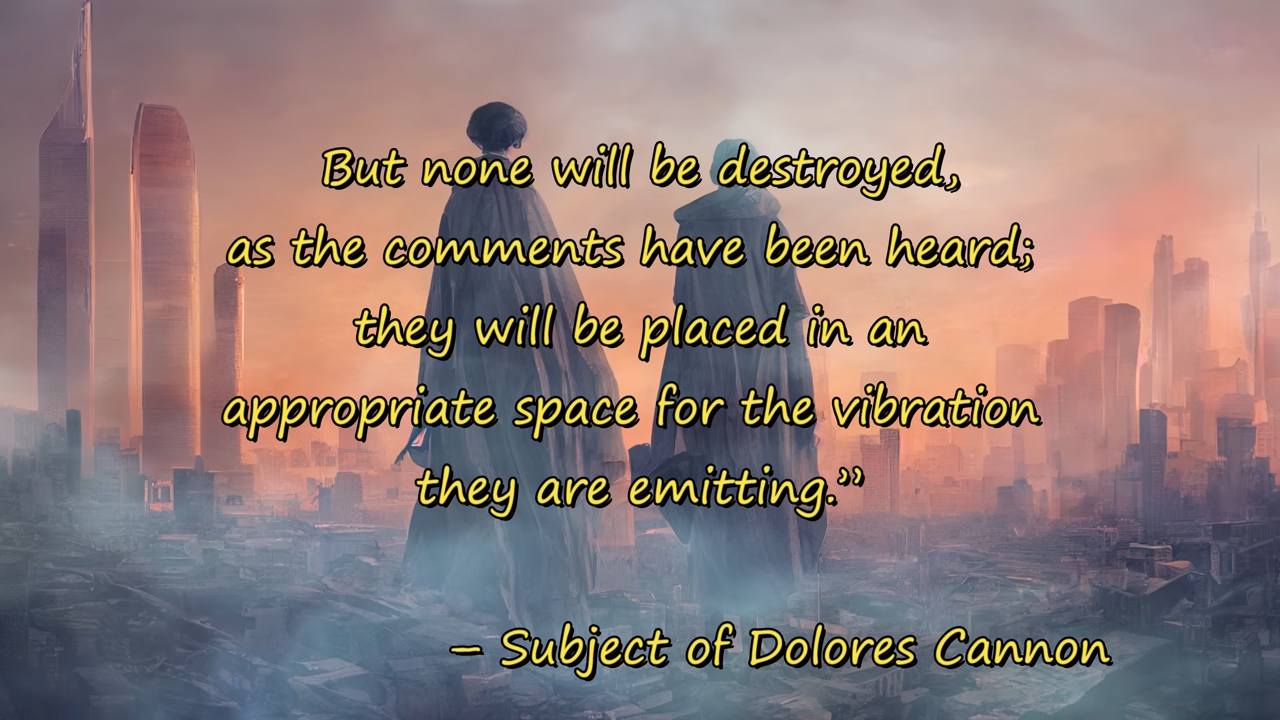 But none will be destroyed,
as the comments have been heard;
they will be placed in an
appropriate space for the vibration
they are emitting.”
– Subject of Dolores Cannon